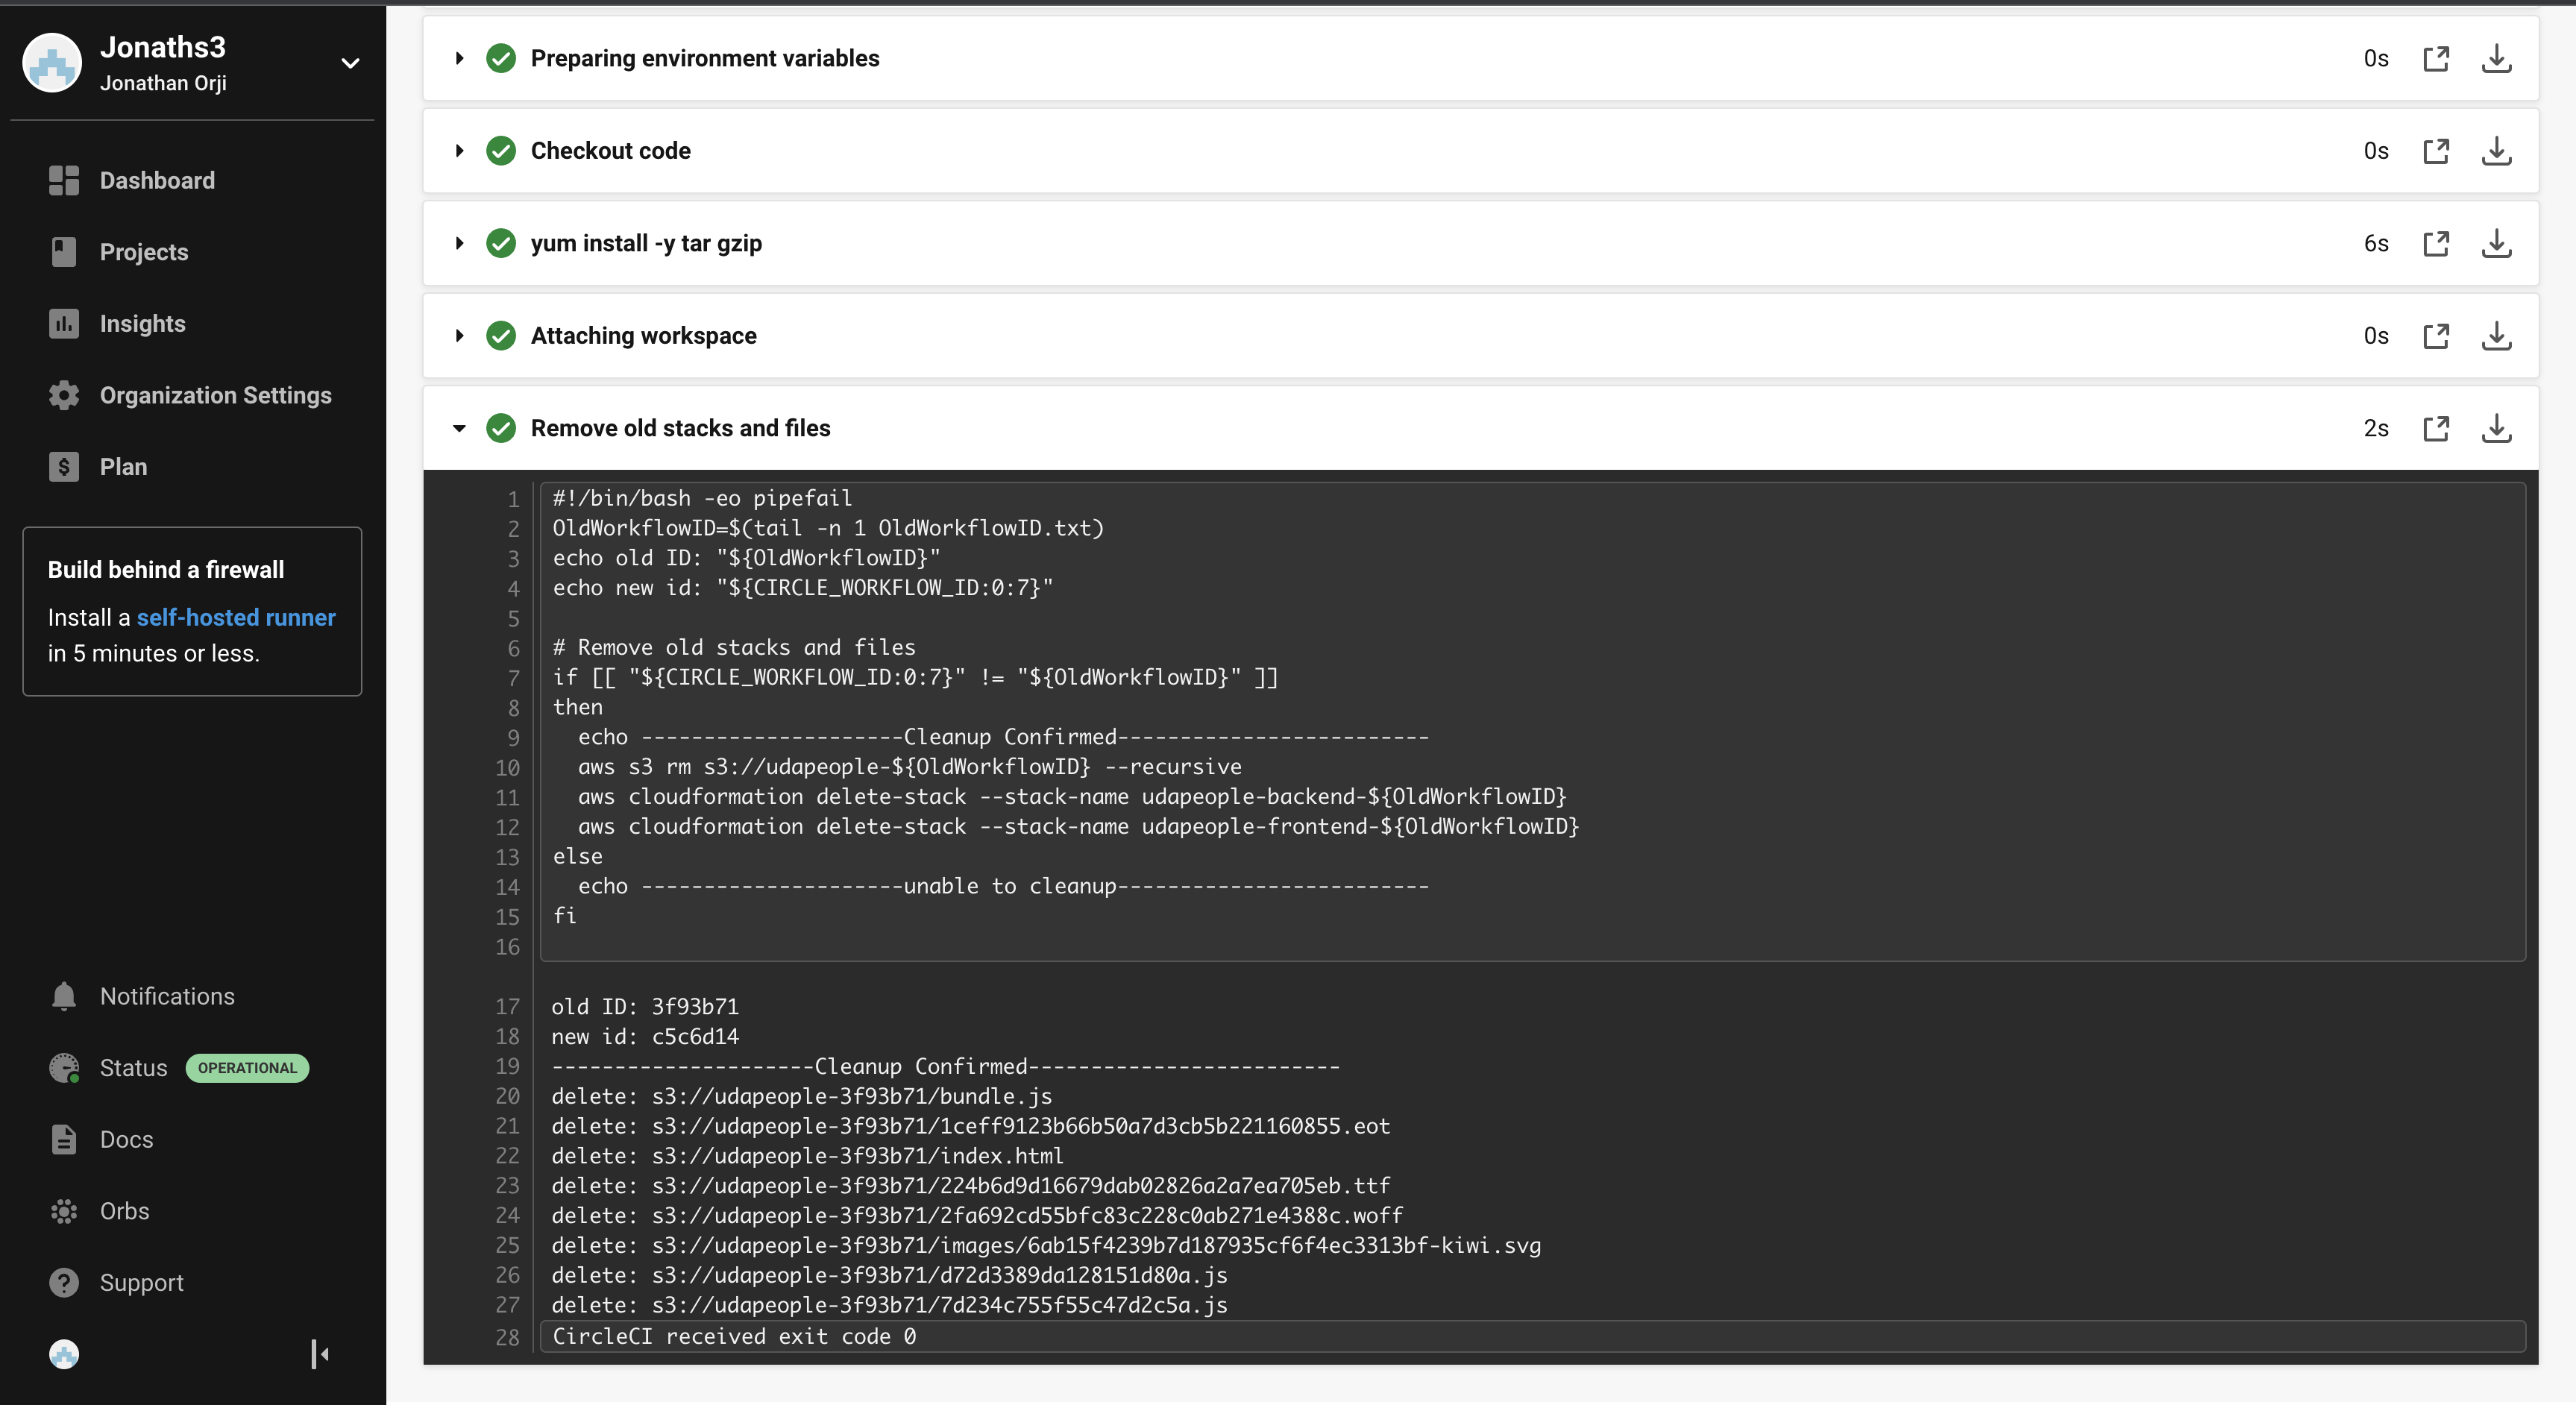 Jonaths3
Jonathan Orji
Dashboard
Projects
Insights
Organization Settings
Plan
Build behind a firewall
Install a self-hosted runner
in 5 minutes or less.
Notifications
Status OPERATIONAL
Docs
Orbs
Support
Preparing environment variables 0s
Checkout code 0s
yum install -y tar gzip 6s
Attaching workspace 0s
Remove old stacks and files 2s
1 #!/bin/bash -eo pipefail
2 OldWorkflowID=$(tail -n 1 OldWorkflowID.txt)
3 echo old ID: "${OldWorkflowID}"
4 echo new id: "${CIRCLE_WORKFLOW_ID:0:7}"
5
6 # Remove old stacks and files
7 if [[ "${CIRCLE_WORKFLOW_ID:0:7}" != "${OldWorkflowID}" ]]
8 then
9   echo ---------------------Cleanup Confirmed-------------------------
10   aws s3 rm s3://udapeople-${OldWorkflowID} --recursive
11   aws cloudformation delete-stack --stack-name udapeople-backend-${OldWorkflowID}
12   aws cloudformation delete-stack --stack-name udapeople-frontend-${OldWorkflowID}
13 else
14   echo ---------------------unable to cleanup-------------------------
15 fi
16
17 old ID: 3f93b71
18 new id: c5c6d14
19 ---------------------Cleanup Confirmed-------------------------
20 delete: s3://udapeople-3f93b71/bundle.js
21 delete: s3://udapeople-3f93b71/1ceff9123b66b50a7d3cb5b221160855.eot
22 delete: s3://udapeople-3f93b71/index.html
23 delete: s3://udapeople-3f93b71/224b6d9d16679dab02826a2a7ea705eb.ttf
24 delete: s3://udapeople-3f93b71/2fa692cd55bfc83c228c0ab271e4388c.woff
25 delete: s3://udapeople-3f93b71/images/6ab15f4239b7d187935cf6f4ec3313bf-kiwi.svg
26 delete: s3://udapeople-3f93b71/d72d3389da128151d80a.js
27 delete: s3://udapeople-3f93b71/7d234c755f55c47d2c5a.js
28 CircleCI received exit code 0